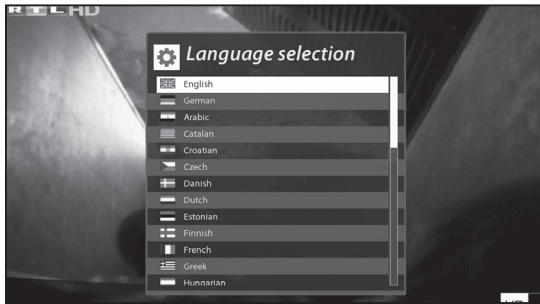 RTL HD
Language selection
English
German
Arabic
Catalan
Croatian
Czech
Danish
Dutch
Estonian
Finnish
French
Greek
Hungarian